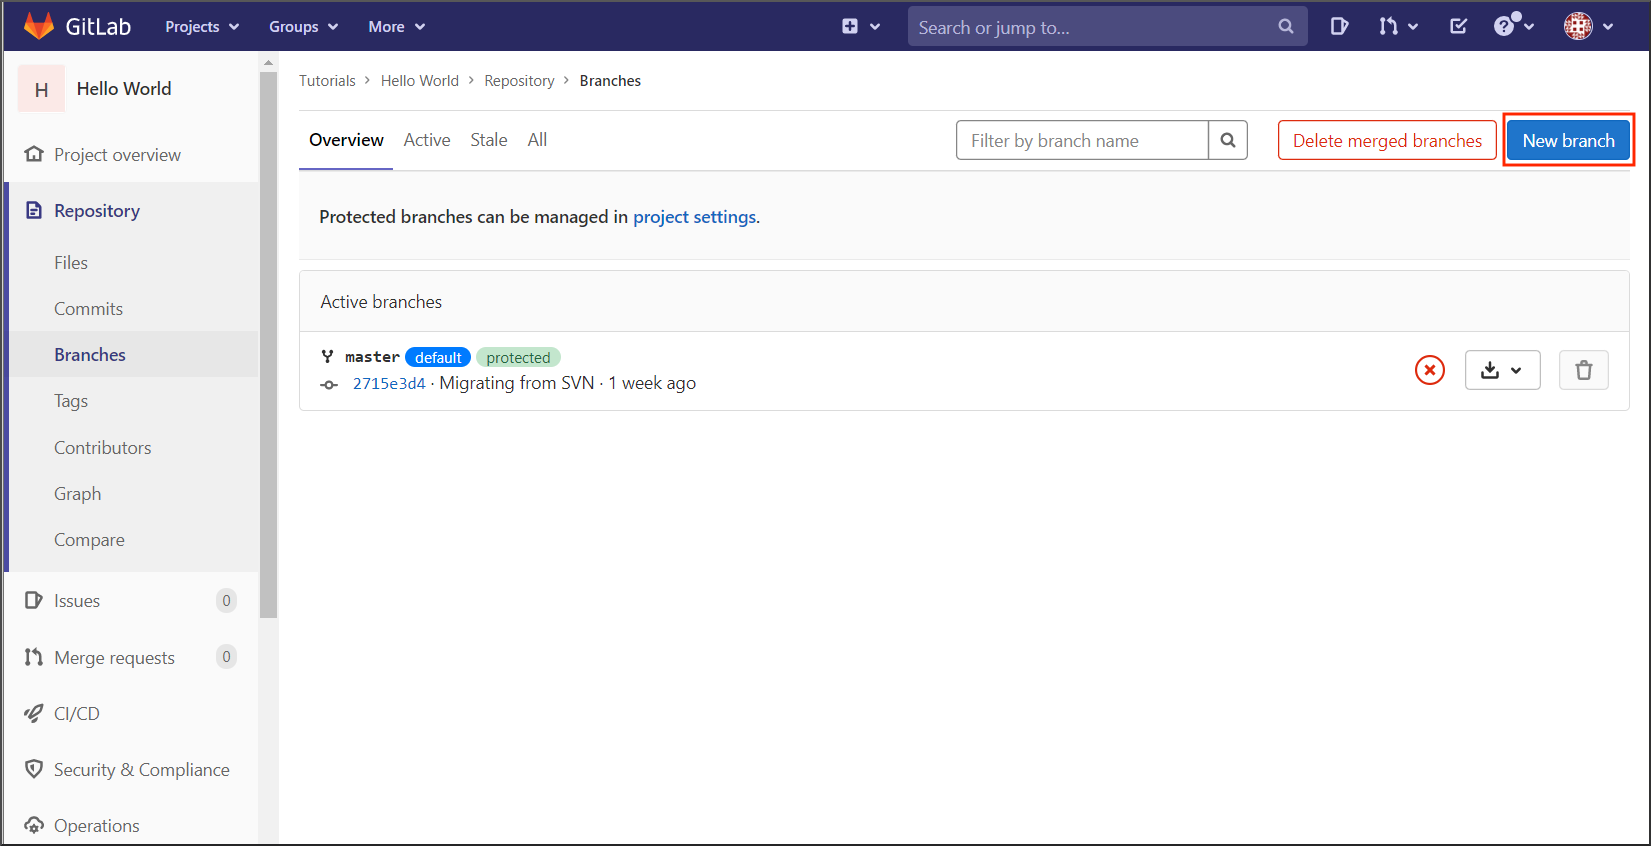 GitLab Projects Groups More Search or jump to...
H Hello World
Project overview
Repository
Files
Commits
Branches
Tags
Contributors
Graph
Compare
Issues 0
Merge requests 0
CI/CD
Security & Compliance
Operations
Tutorials > Hello World > Repository > Branches
Overview Active Stale All Filter by branch name Delete merged branches New branch
Protected branches can be managed in project settings.
Active branches
master default protected
2715e3d4 · Migrating from SVN · 1 week ago